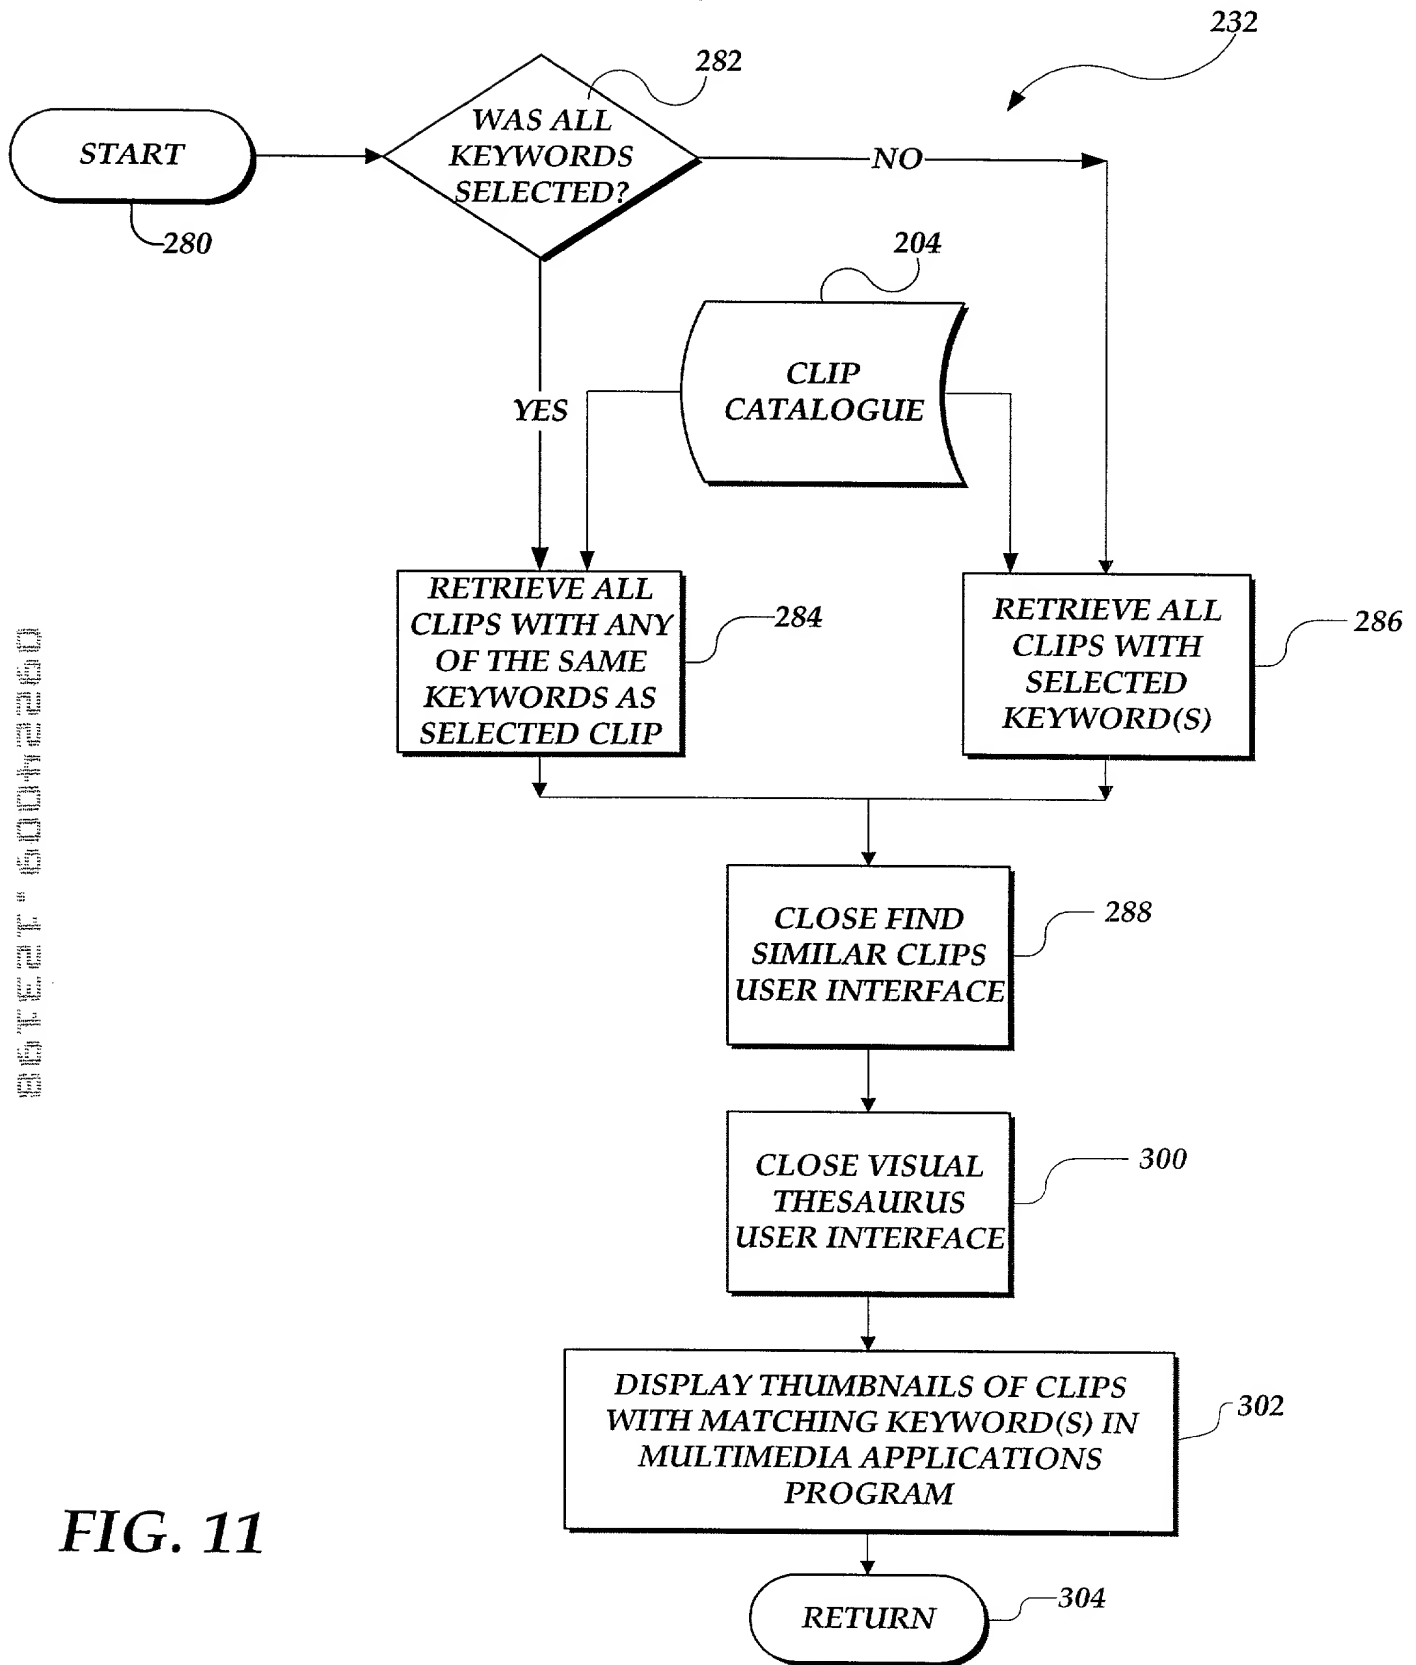 232
282
WAS ALL
KEYWORDS
SELECTED?
START
NO
280
204
CLIP
CATALOGUE
YES
RETRIEVE ALL
CLIPS WITH ANY
OF THE SAME
KEYWORDS AS
SELECTED CLIP
284
RETRIEVE ALL
CLIPS WITH
SELECTED
KEYWORD(S)
286
CLOSE FIND
SIMILAR CLIPS
USER INTERFACE
288
CLOSE VISUAL
THESAURUS
USER INTERFACE
300
DISPLAY THUMBNAILS OF CLIPS
WITH MATCHING KEYWORD(S) IN
MULTIMEDIA APPLICATIONS
PROGRAM
302
FIG. 11
RETURN
304